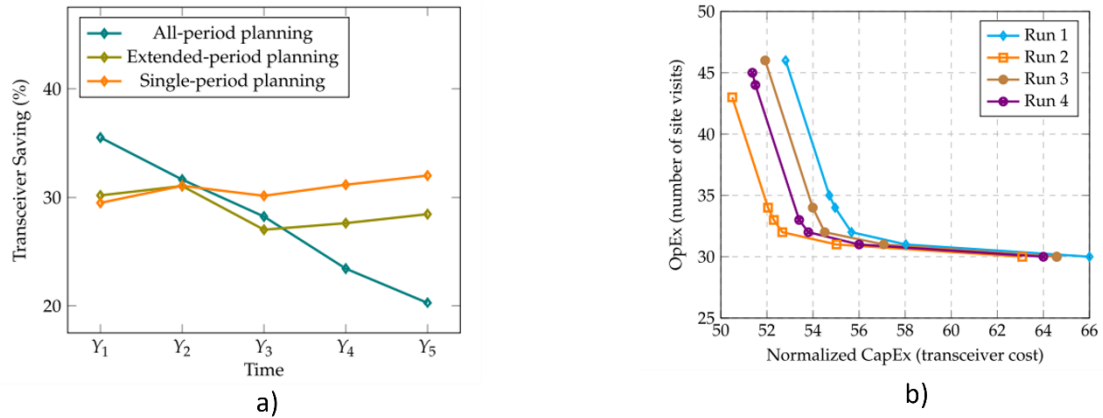 All-period planning
Extended-period planning
Single-period planning
Transceiver Saving (%)
40
30
20
Y1 Y2 Y3 Y4 Y5
Time
a)
Run 1
Run 2
Run 3
Run 4
OpEx (number of site visits)
50
45
40
35
30
25
50 52 54 56 58 60 62 64 66
Normalized CapEx (transceiver cost)
b)